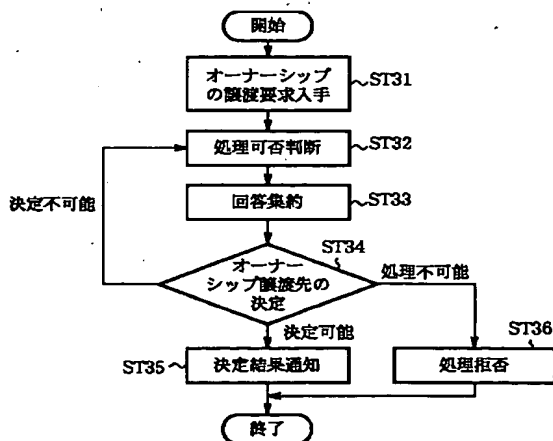 開始
オーナーシップ
の譲渡要求入手
ST31
処理可否判断
ST32
決定不可能
回答集約
ST33
ST34
オーナー
シップ譲渡先の
決定
処理不可能
決定可能
ST36
ST35
決定結果通知
処理拒否
終了